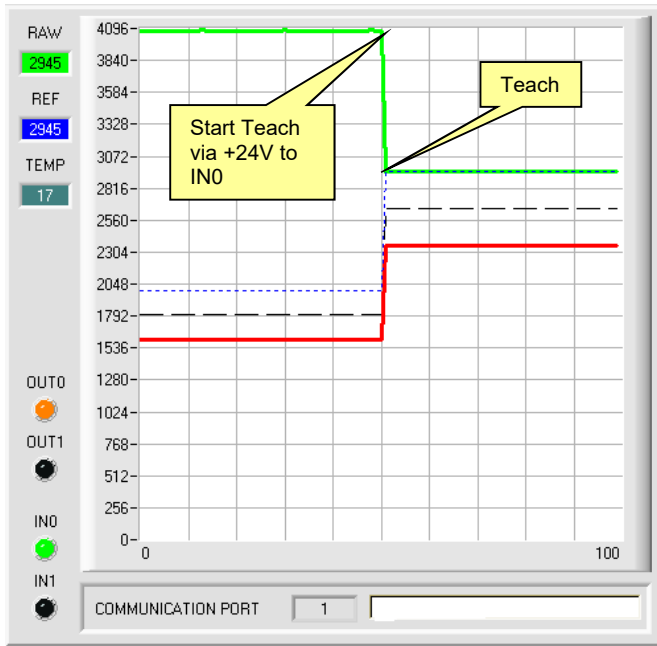 RAW
2945
REF
2945
TEMP
17
4096
3840
3584
3328
3072
2816
2560
2304
2048
1792
1536
1280
1024
768
512
256
0
0
100
Start Teach
via +24V to
IN0
Teach
OUT0
OUT1
IN0
IN1
COMMUNICATION PORT 1